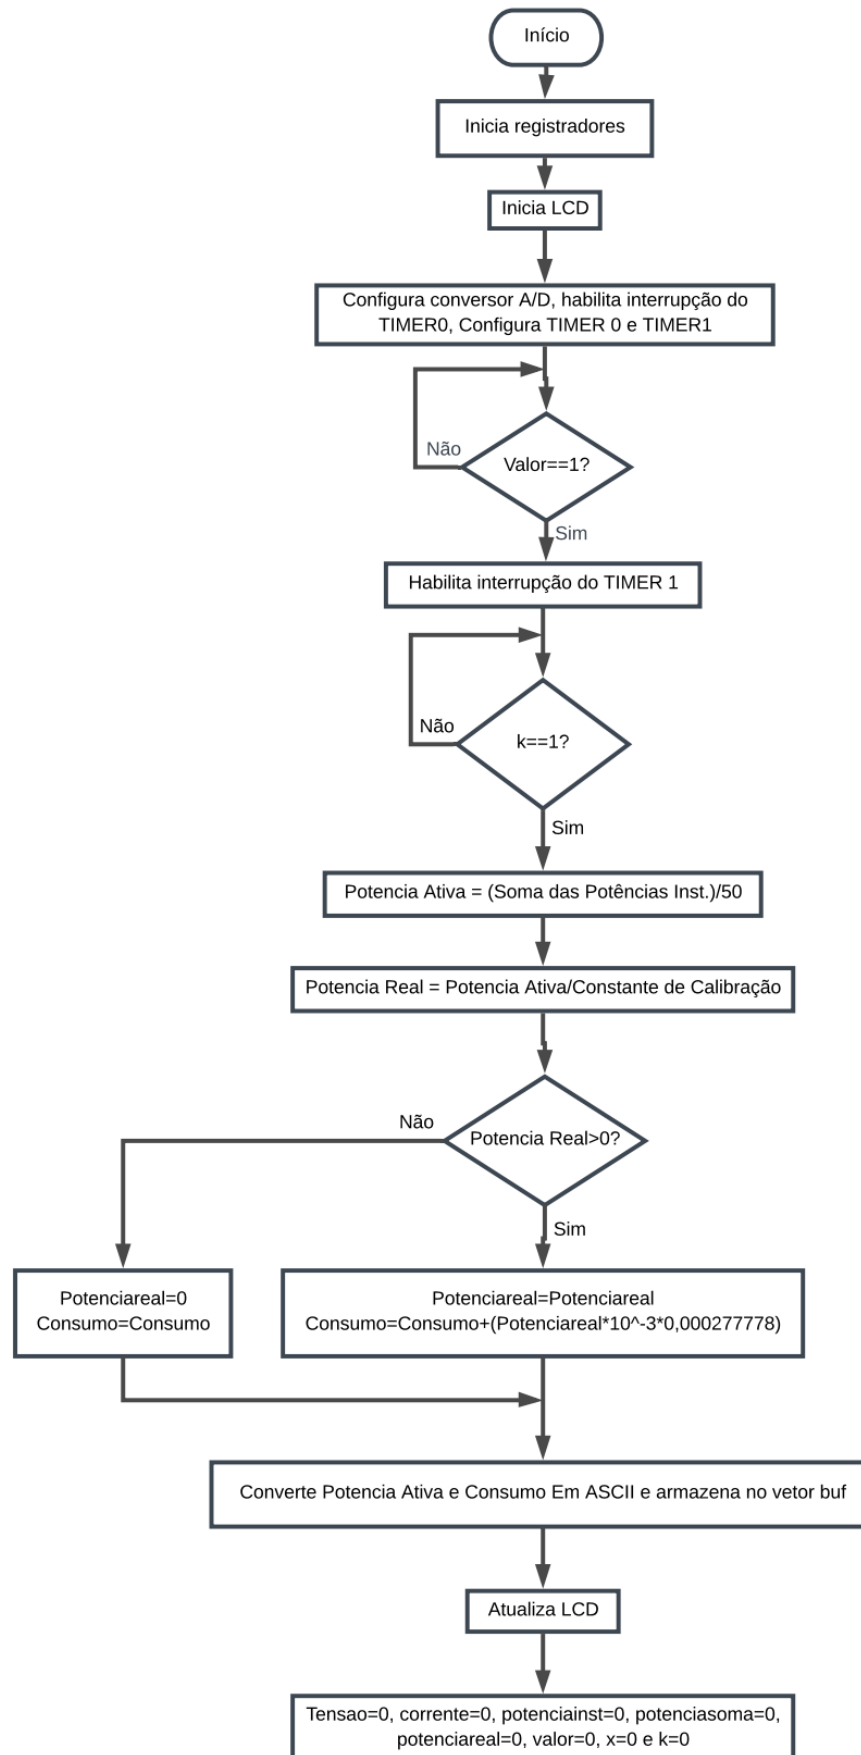 Início
Inicia registradores
Inicia LCD
Configura conversor A/D, habilita interrupção do
TIMER0, Configura TIMER 0 e TIMER1
Não
Valor==1?
Sim
Habilita interrupção do TIMER 1
Não
k==1?
Sim
Potencia Ativa = (Soma das Potências Inst.)/50
Potencia Real = Potencia Ativa/Constante de Calibração
Não
Potencia Real>0?
Sim
Potenciareal=0
Consumo=Consumo
Potenciareal=Potenciareal
Consumo=Consumo+(Potenciareal*10^-3*0,000277778)
Converte Potencia Ativa e Consumo Em ASCII e armazena no vetor buf
Atualiza LCD
Tensao=0, corrente=0, potenciainst=0, potenciasoma=0,
potenciareal=0, valor=0, x=0 e k=0